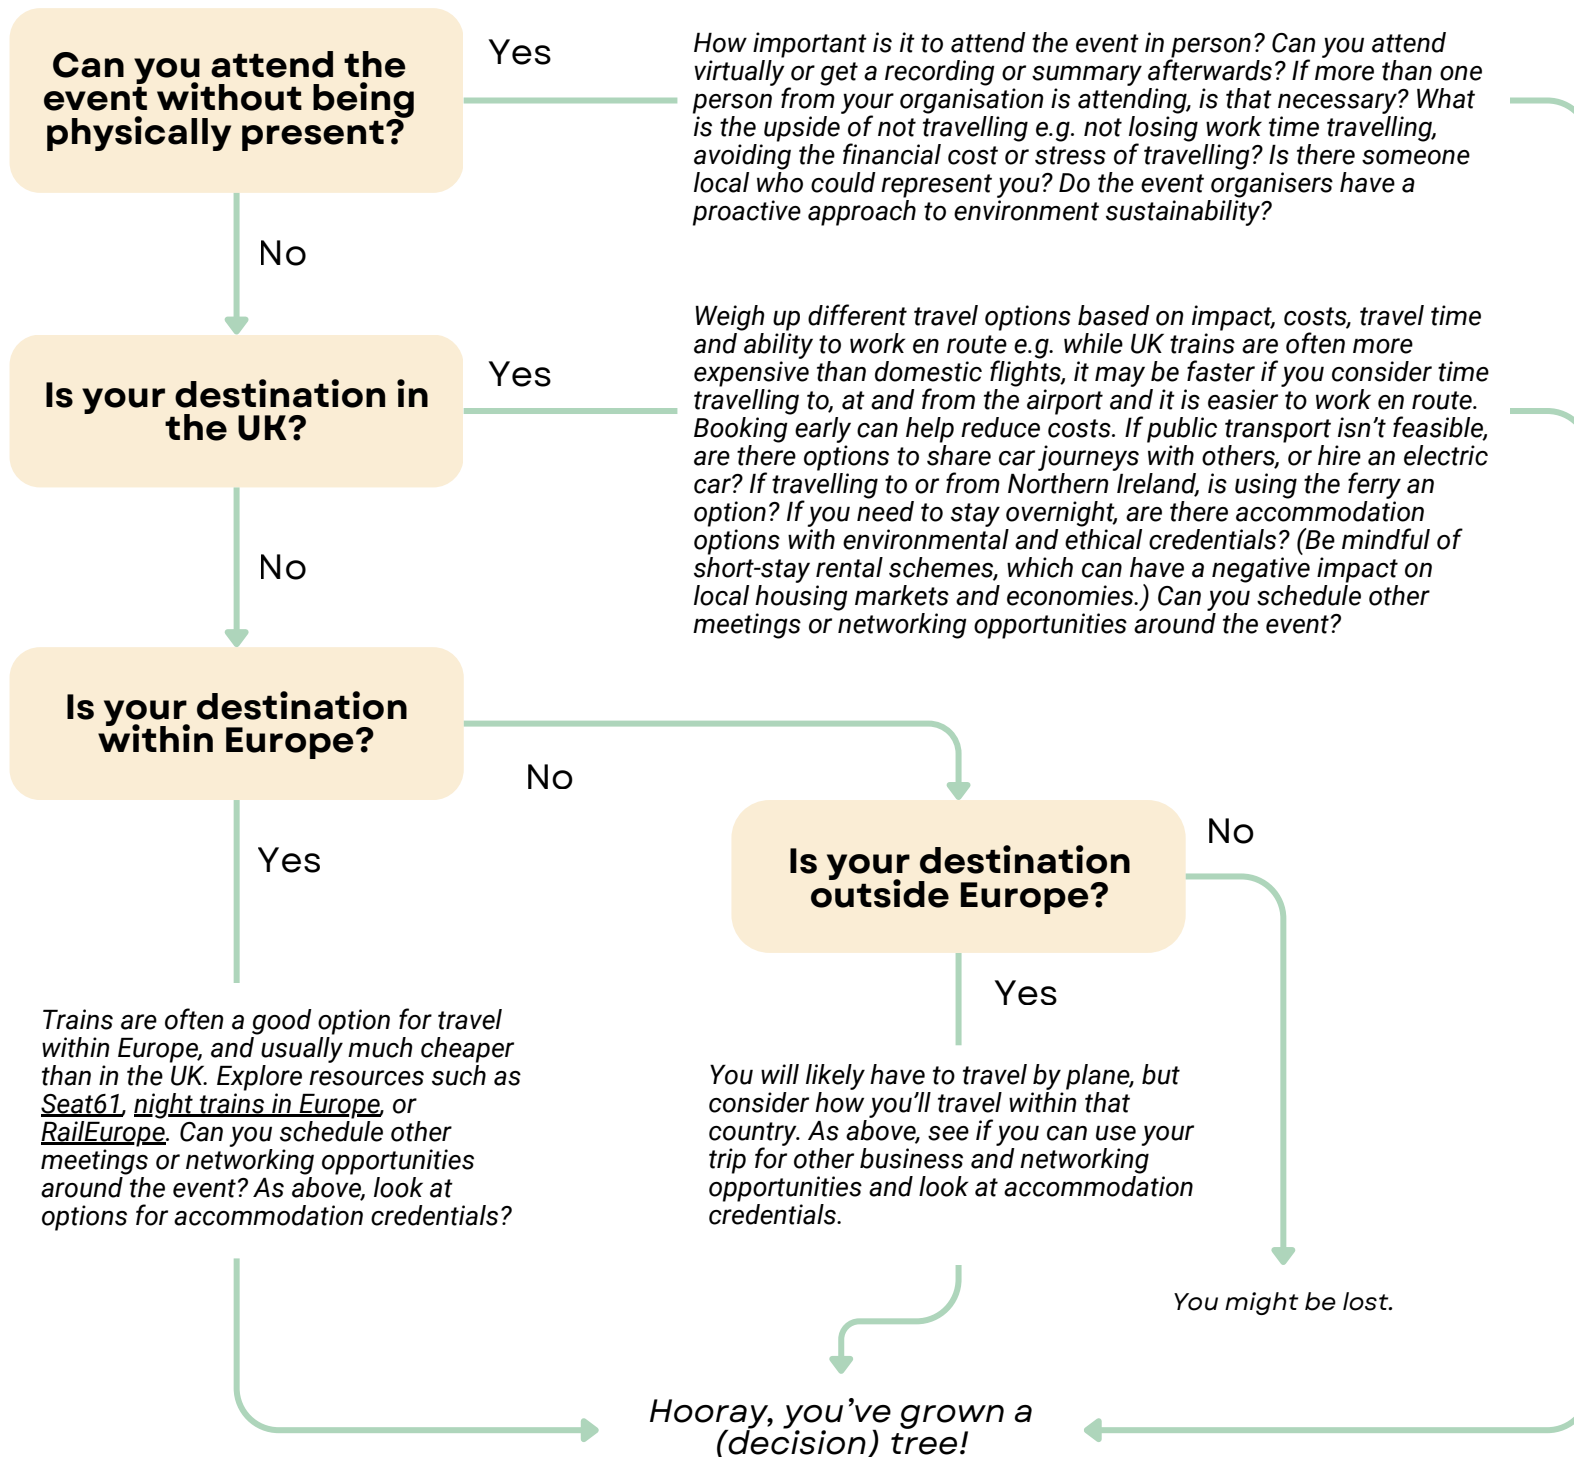 Can you attend the
event without being
physically present?
Yes
How important is it to attend the event in person? Can you attend
virtually or get a recording or summary afterwards? If more than one
person from your organisation is attending, is that necessary? What
is the upside of not travelling e.g. not losing work time travelling,
avoiding the financial cost or stress of travelling? Is there someone
local who could represent you? Do the event organisers have a
proactive approach to environment sustainability?
No
Is your destination in
the UK?
Yes
Weigh up different travel options based on impact, costs, travel time
and ability to work en route e.g. while UK trains are often more
expensive than domestic flights, it may be faster if you consider time
travelling to, at and from the airport and it is easier to work en route.
Booking early can help reduce costs. If public transport isn't feasible,
are there options to share car journeys with others, or hire an electric
car? If travelling to or from Northern Ireland, is using the ferry an
option? If you need to stay overnight, are there accommodation
options with environmental and ethical credentials? (Be mindful of
short-stay rental schemes, which can have a negative impact on
local housing markets and economies.) Can you schedule other
meetings or networking opportunities around the event?
No
Is your destination
within Europe?
No
Yes
Is your destination
outside Europe?
No
Yes
Trains are often a good option for travel
within Europe, and usually much cheaper
than in the UK. Explore resources such as
Seat61, night trains in Europe, or
RailEurope. Can you schedule other
meetings or networking opportunities
around the event? As above, look at
options for accommodation credentials?
You will likely have to travel by plane, but
consider how you'll travel within that
country. As above, see if you can use your
trip for other business and networking
opportunities and look at accommodation
credentials.
You might be lost.
Hooray, you've grown a
(decision) tree!